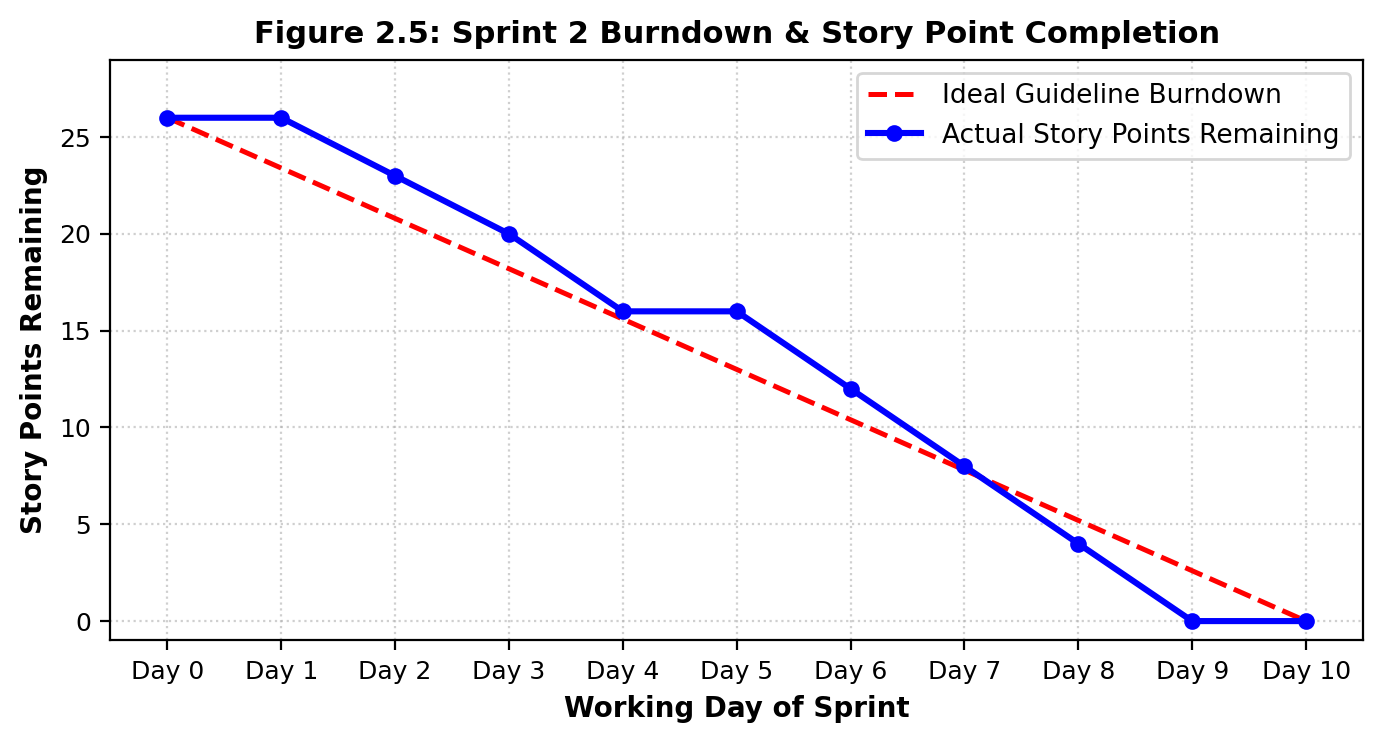 Figure 2.5: Sprint 2 Burndown & Story Point Completion
Ideal Guideline Burndown
Actual Story Points Remaining
Story Points Remaining
25
20
15
10
5
0
Day 0 Day 1 Day 2 Day 3 Day 4 Day 5 Day 6 Day 7 Day 8 Day 9 Day 10
Working Day of Sprint